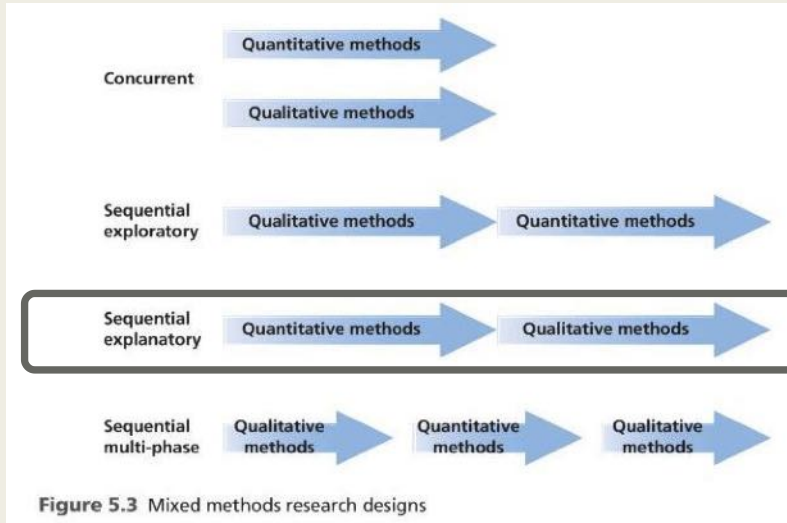 Concurrent
Quantitative methods
Qualitative methods
Sequential
exploratory
Qualitative methods
Quantitative methods
Sequential
explanatory
Quantitative methods
Qualitative methods
Sequential
multi-phase
Qualitative
methods
Quantitative
methods
Qualitative
methods
Figure 5.3 Mixed methods research designs